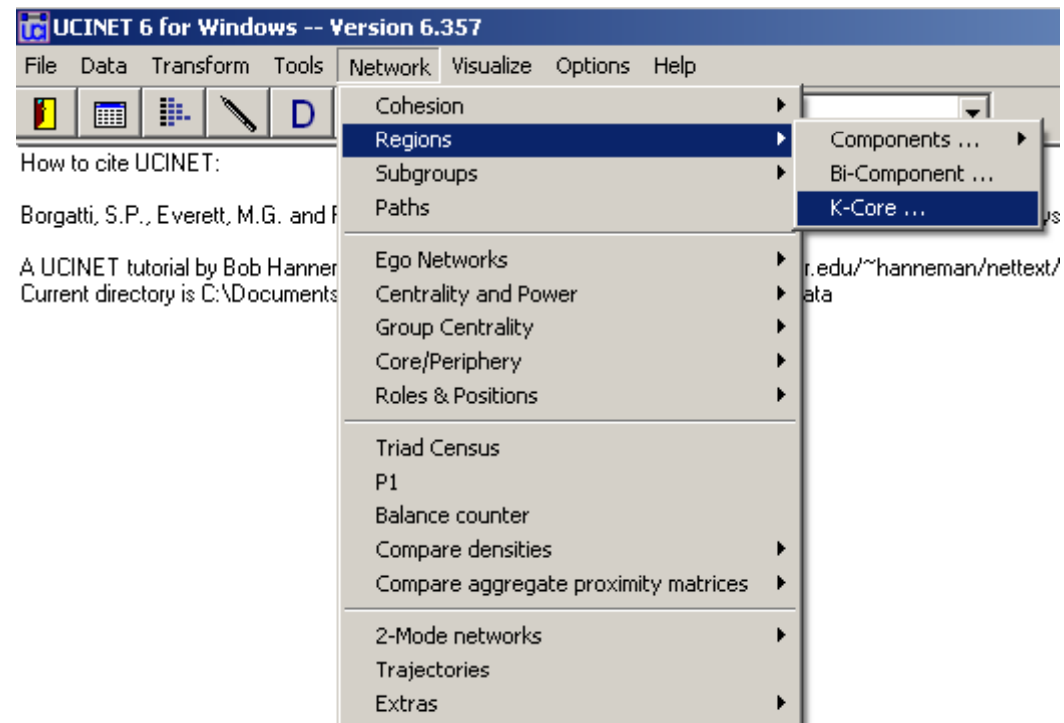 UCINET 6 for Windows -- Version 6.357
File Data Transform Tools Network Visualize Options Help
D
Cohesion
Regions
Components ...
Subgroups
Bi-Component ...
Paths
K-Core ...
How to cite UCINET:
Borgatti, S.P., Everett, M.G. and
A UCINET tutorial by Bob
r.edu/~hanneman/nettext/
Current directory is C:\Documents
ata
Ego Networks
Centrality and Power
Group Centrality
Core/Periphery
Roles & Positions
Triad Census
P1
Balance counter
Compare densities
Compare aggregate proximity matrices
2-Mode networks
Trajectories
Extras